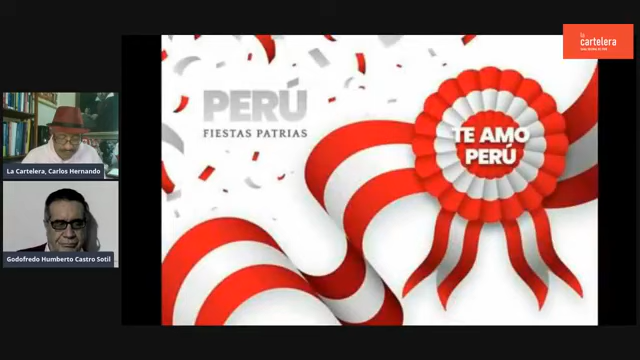 la
cartelera
PERÚ
FIESTAS PATRIAS
TE AMO
PERÚ
La Cartelera, Carlos Hernando
Godofredo Humberto Castro Sotil